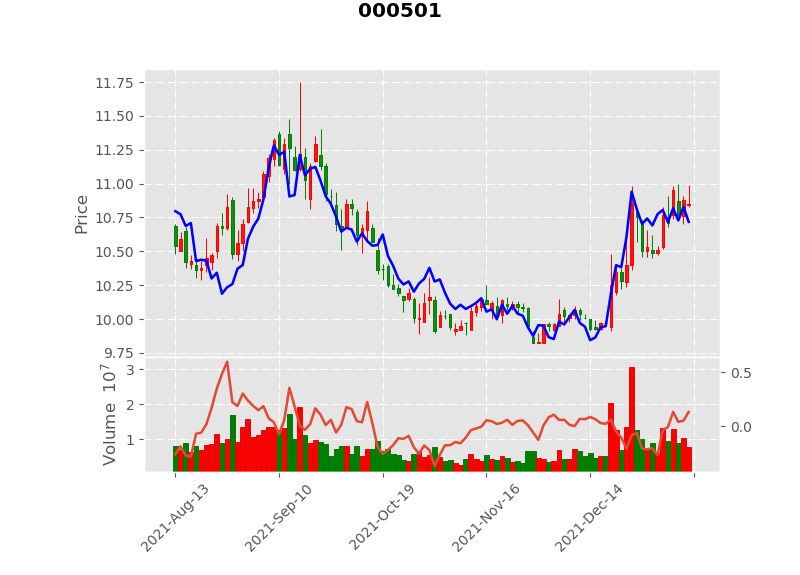 000501
Price
11.75
11.50
11.25
11.00
10.75
10.50
10.25
10.00
9.75
Volume 10^7
3
2
1
0.5
0.0
2021-Aug-13
2021-Sep-10
2021-Oct-19
2021-Nov-16
2021-Dec-14